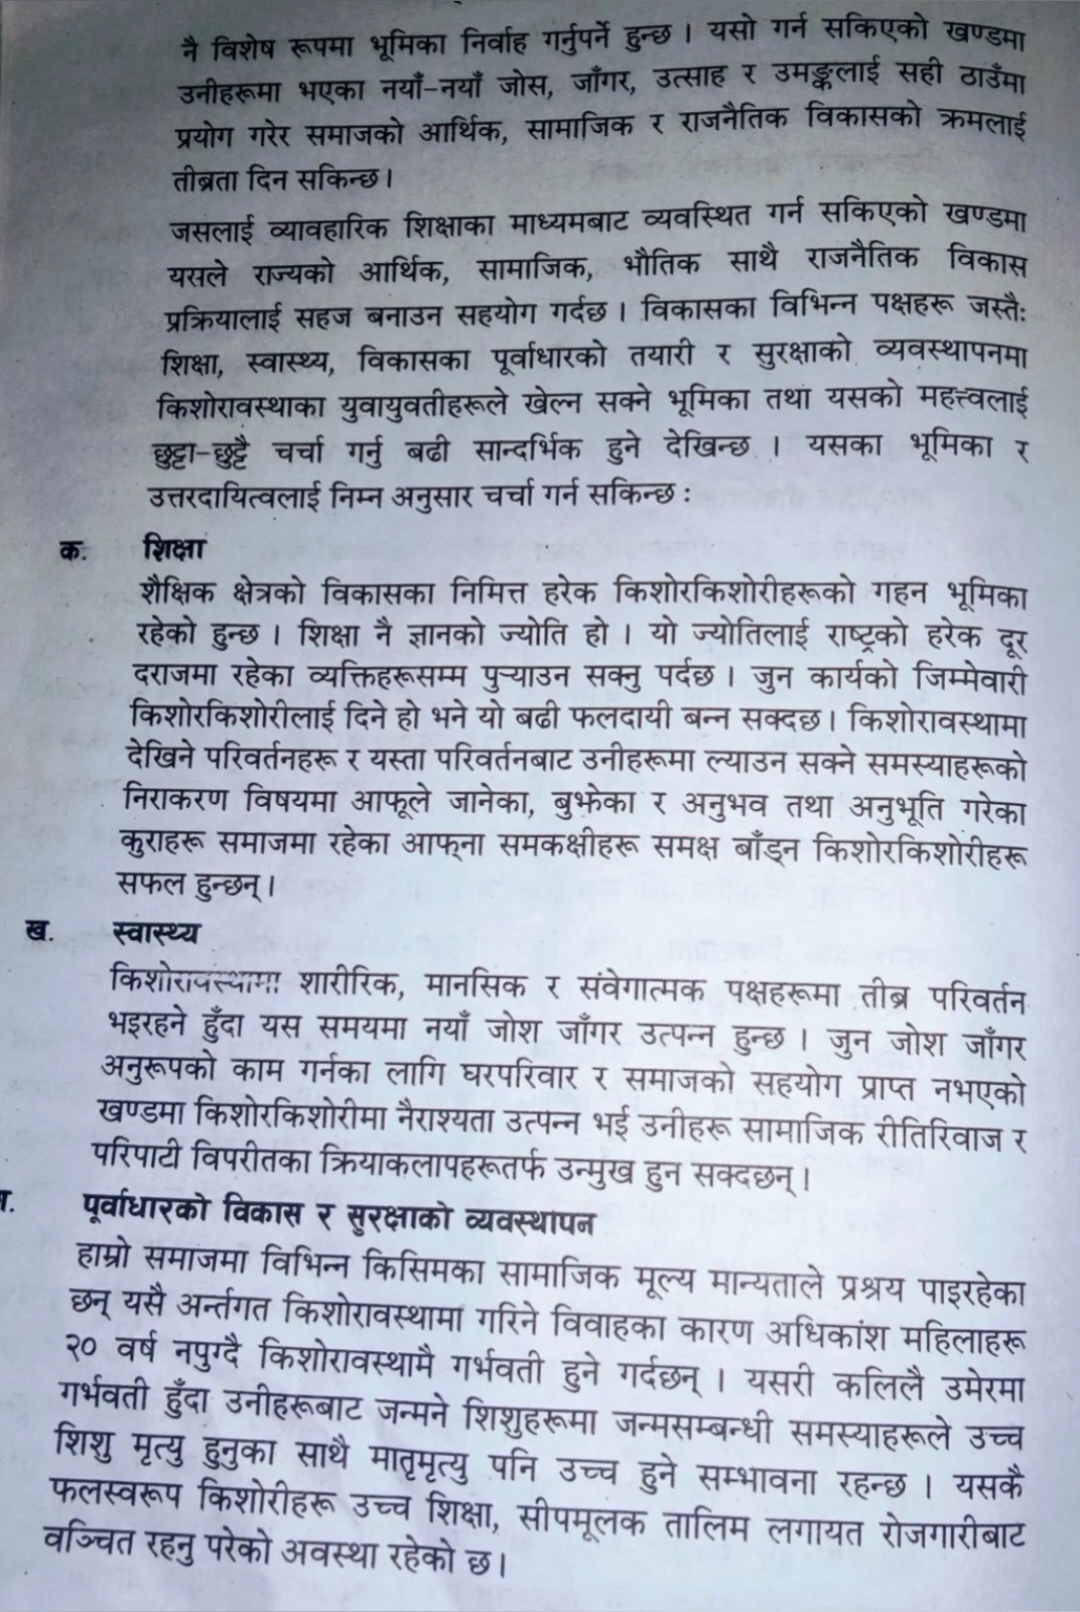 नै विशेष रूपमा भूमिका निर्वाह गर्नुपर्ने हुन्छ । यसो गर्न सकिएको खण्डमा
उनीहरूमा भएका नयाँ-नयाँ जोस, जाँगर, उत्साह र उमङ्कलाई सही ठाउँमा
प्रयोग गरेर समाजको आर्थिक, सामाजिक र राजनैतिक विकासको क्रमलाई
तीब्रता दिन सकिन्छ।
जसलाई व्यावहारिक शिक्षाका माध्यमबाट व्यवस्थित गर्न सकिएको खण्डमा
यसले राज्यको आर्थिक, सामाजिक, भौतिक साथै राजनैतिक विकास
प्रक्रियालाई सहज बनाउन सहयोग गर्दछ । विकासका विभिन्न पक्षहरू जस्तैः
शिक्षा, स्वास्थ्य, विकासका पूर्वाधारको तयारी र सुरक्षाको व्यवस्थापनमा
किशोरावस्थाका युवायुवतीहरूले खेल्न सक्ने भूमिका तथा यसको महत्त्वलाई
छुट्टा-छुट्टै चर्चा गर्नु बढी सान्दर्भिक हुने देखिन्छ । यसका भूमिका र
उत्तरदायित्वलाई निम्न अनुसार चर्चा गर्न सकिन्छ :
क. शिक्षा
शैक्षिक क्षेत्रको विकासका निमित्त हरेक किशोरकिशोरीहरूको गहन भूमिका
रहेको हुन्छ । शिक्षा नै ज्ञानको ज्योति हो । यो ज्योतिलाई राष्ट्रको हरेक दूर
दराजमा रहेका व्यक्तिहरूसम्म पुऱ्याउन सक्नु पर्दछ । जुन कार्यको जिम्मेवारी
किशोरकिशोरीलाई दिने हो भने यो बढी फलदायी बन्न सक्दछ। किशोरावस्थामा
देखिने परिवर्तनहरू र यस्ता परिवर्तनबाट उनीहरूमा ल्याउन सक्ने समस्याहरूको
निराकरण विषयमा आफूले जानेका, बुझेका र अनुभव तथा अनुभूति गरेका
कुराहरू समाजमा रहेका आफ्‌ना समकक्षीहरू समक्ष बाँड्न किशोरकिशोरीहरू
सफल हुन्छन् ।
ख. स्वास्थ्य
किशोरावस्थामा शारीरिक, मानसिक र संवेगात्मक पक्षहरूमा तीब्र परिवर्तन
भइरहने हुँदा यस समयमा नयाँ जोश जाँगर उत्पन्न हुन्छ । जुन जोश जाँगर
अनुरूपको काम गर्नका लागि घरपरिवार र समाजको सहयोग प्राप्त नभएको
खण्डमा किशोरकिशोरीमा नैराश्यता उत्पन्न भई उनीहरू सामाजिक रीतिरिवाज र
परिपाटी विपरीतका क्रियाकलापहरूतर्फ उन्मुख हुन सक्दछन् ।
पूर्वाधारको विकास र सुरक्षाको व्यवस्थापन
हाम्रो समाजमा विभिन्न किसिमका सामाजिक मूल्य मान्यताले प्रश्रय पाइरहेका
छन् यसै अर्न्तगत किशोरावस्थामा गरिने विवाहका कारण अधिकांश महिलाहरू
२० वर्ष नपुग्दै किशोरावस्थामै गर्भवती हुने गर्दछन् । यसरी कलिलै उमेरमा
गर्भवती हुँदा उनीहरूबाट जन्मने शिशुहरूमा जन्मसम्बन्धी समस्याहरूले उच्च
शिशु मृत्यु हुनुका साथै मातृमृत्यु पनि उच्च हुने सम्भावना रहन्छ । यसकै
फलस्वरूप किशोरीहरू उच्च शिक्षा, सीपमूलक तालिम लगायत रोजगारीबाट
वञ्चित रहनु परेको अवस्था रहेको छ।